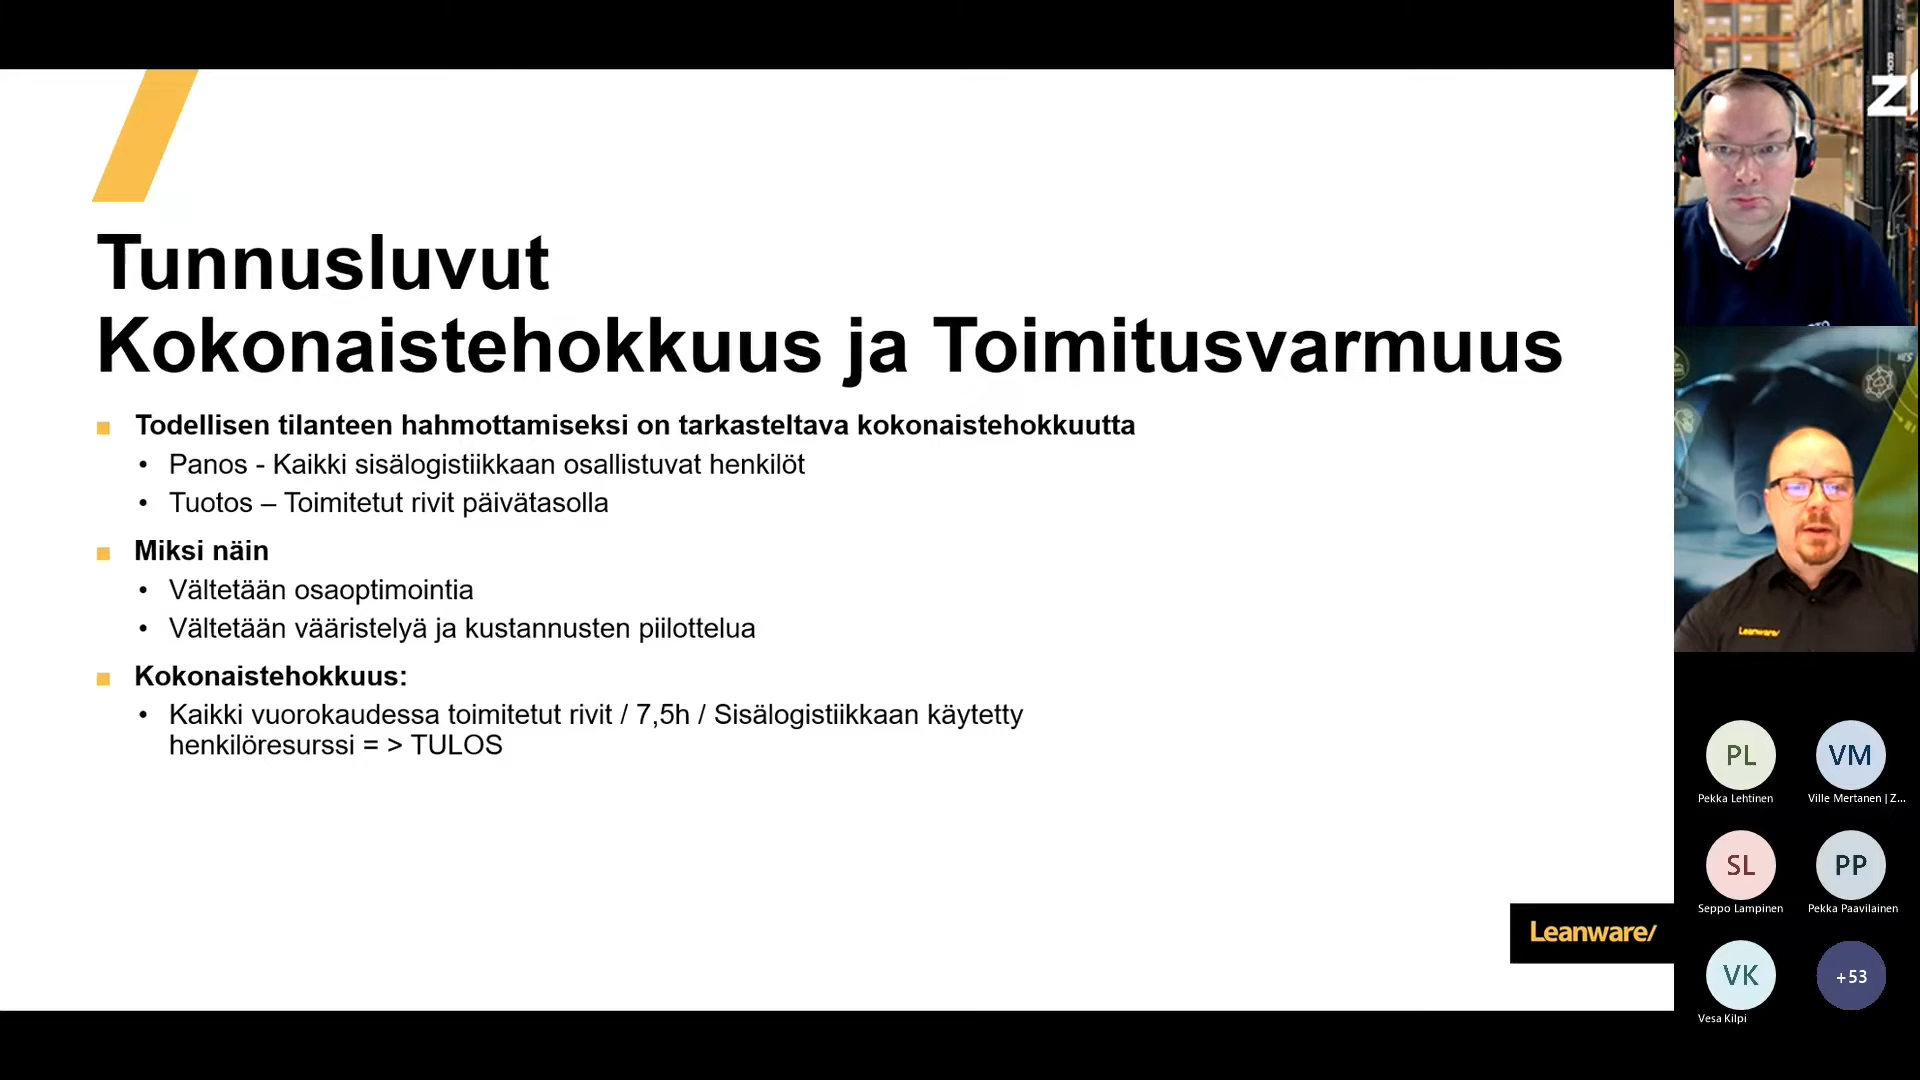 Tunnusluvut
Kokonaistehokkuus ja Toimitusvarmuus
Todellisen tilanteen hahmottamiseksi on tarkasteltava kokonaistehokkuutta
• Panos - Kaikki sisälogistiikkaan osallistuvat henkilöt
• Tuotos – Toimitetut rivit päivätasolla
Miksi näin
• Vältetään osaoptimointia
• Vältetään vääristelyä ja kustannusten piilottelua
Kokonaistehokkuus:
• Kaikki vuorokaudessa toimitetut rivit / 7,5h / Sisälogistiikkaan käytetty
henkilöresurssi = > TULOS
Leanware/
Leanware/
PL
VM
Pekka Lehtinen
Ville Mertanen | Z...
SL
PP
Seppo Lampinen
Pekka Paavilainen
VK
+53
Vesa Kilpi